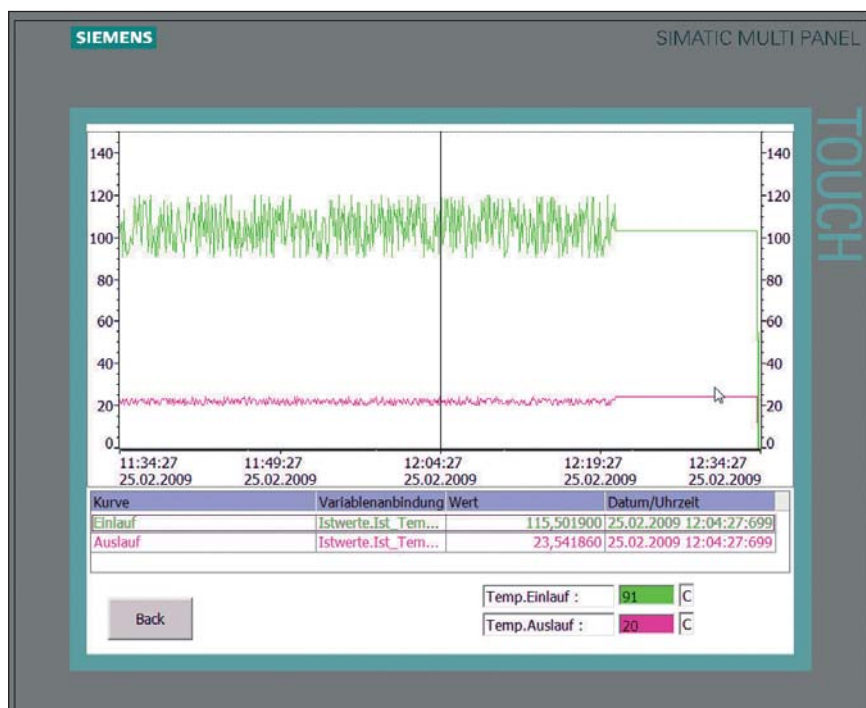 SIEMENS
SIMATIC MULTI PANEL
TOUCH
140 140
120 120
100 100
80 80
60 60
40 40
20 20
0 0
11:34:27 11:49:27 12:04:27 12:19:27 12:34:27
25.02.2009 25.02.2009 25.02.2009 25.02.2009 25.02.2009
Kurve Variablenanbindung Wert Datum/Uhrzeit
Einlauf Istwerte.Ist_Tem... 115,501900 25.02.2009 12:04:27:699
Auslauf Istwerte.Ist_Tem... 23,541860 25.02.2009 12:04:27:699
Temp.Einlauf : 91 C
Back
Temp.Auslauf : 20 C